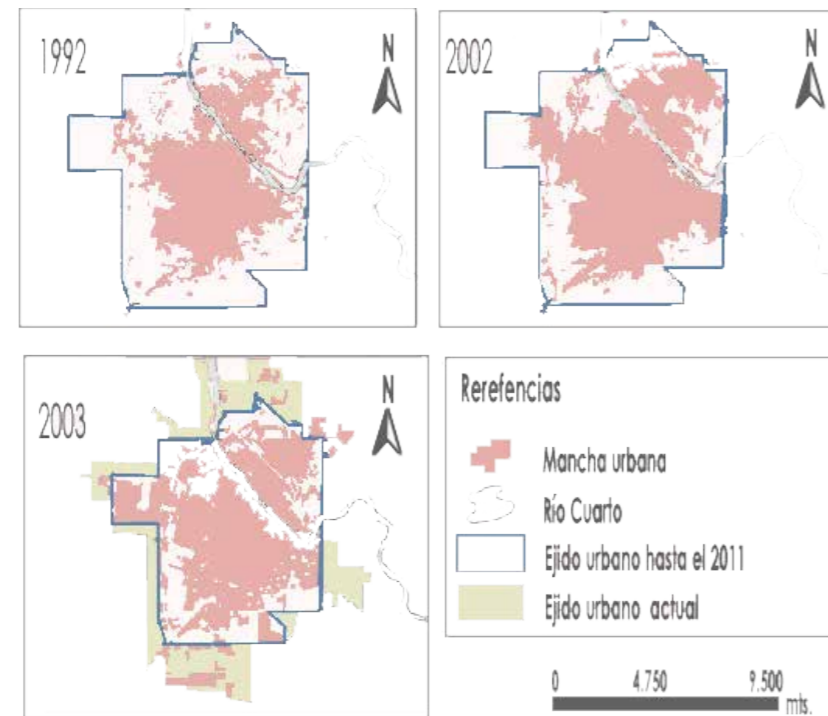 1992
N
2002
N
2003
N
Rerefencias
Mancha urbana
Río Cuarto
Ejido urbano hasta el 2011
Ejido urbano actual
0 4.750 9.500
mts.